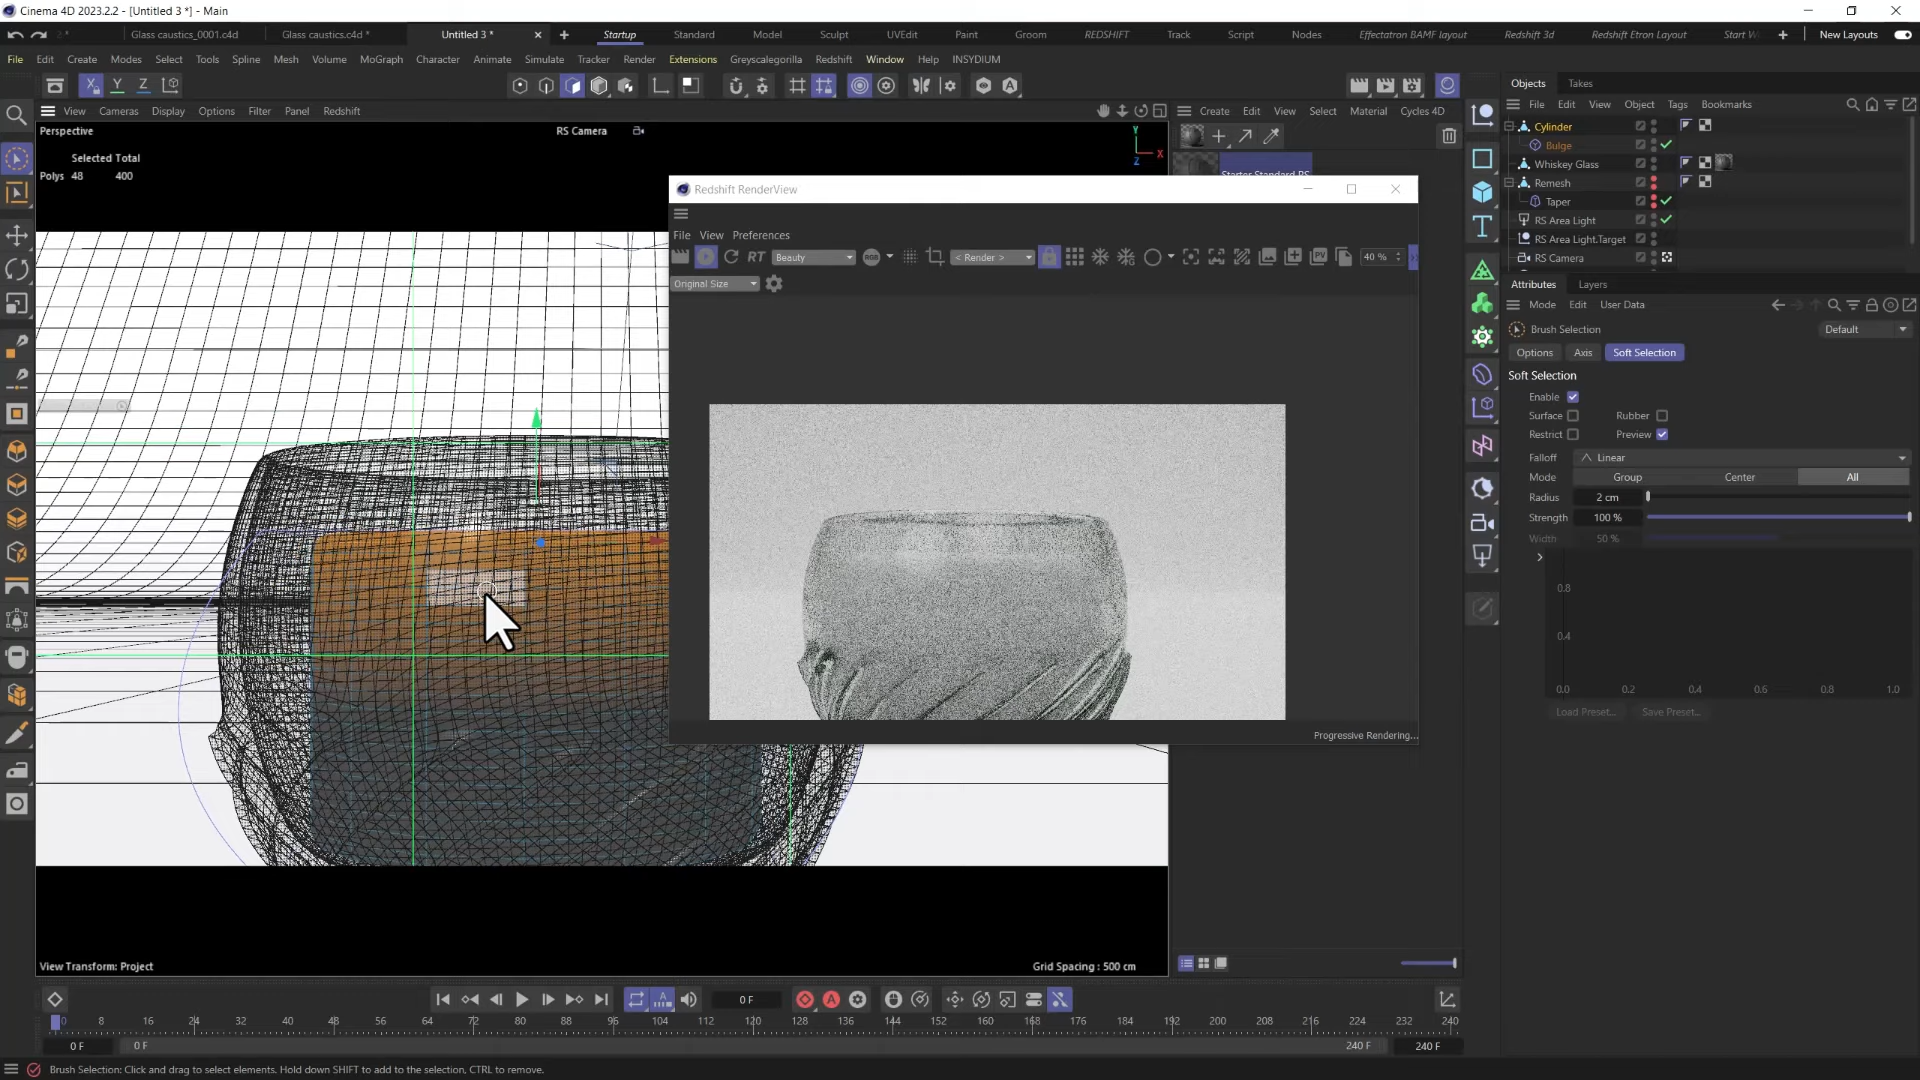 Cinema 4D 2023.2.2 - [Untitled 3 *] - Main
Glass caustics_0001.c4d
Glass caustics.c4d *
Untitled 3 *
Startup
Standard
Model
Sculpt
UVEdit
Paint
Groom
REDSHIFT
Track
Script
Nodes
Effectatron BAMF layout
Redshift 3d
Redshift Etron Layout
Start W
New Layouts
File Edit Create Modes Select Tools Spline Mesh Volume MoGraph Character Animate Simulate Tracker Render Extensions Greyscalegorilla Redshift Window Help INSYDIUM
X Y Z
View Cameras Display Options Filter Panel Redshift
Perspective
RS Camera
Selected Total
Polys 48 400
Y
X
Z
View Transform: Project
Grid Spacing : 500 cm
Create Edit View Select Material Cycles 4D
Starter Standard RS
Redshift RenderView
File View Preferences
RT
Beauty
RGB
< Render >
PV
40 %
Original Size
Progressive Rendering...
Objects Takes
File Edit View Object Tags Bookmarks
Cylinder
Bulge
Whiskey Glass
Remesh
Taper
RS Area Light
RS Area Light.Target
RS Camera
Attributes Layers
Mode Edit User Data
Brush Selection
Default
Options Axis Soft Selection
Soft Selection
Enable
Surface Rubber
Restrict Preview
Falloff Linear
Mode Group Center All
Radius 2 cm
Strength 100 %
Width 50 %
0.8
0.4
0.0 0.2 0.4 0.6 0.8 1.0
Load Preset... Save Preset...
0 F
0 8 16 24 32 40 48 56 64 72 80 88 96 104 112 120 128 136 144 152 160 168 176 184 192 200 208 216 224 232 240
0 F
0 F
240 F
240 F
Brush Selection: Click and drag to select elements. Hold down SHIFT to add to the selection, CTRL to remove.